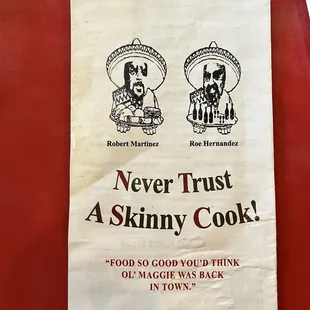 Robert Martinez Roe Hernandez
Never Trust
A Skinny Cook!
"FOOD SO GOOD YOU'D THINK
OL' MAGGIE WAS BACK
IN TOWN."